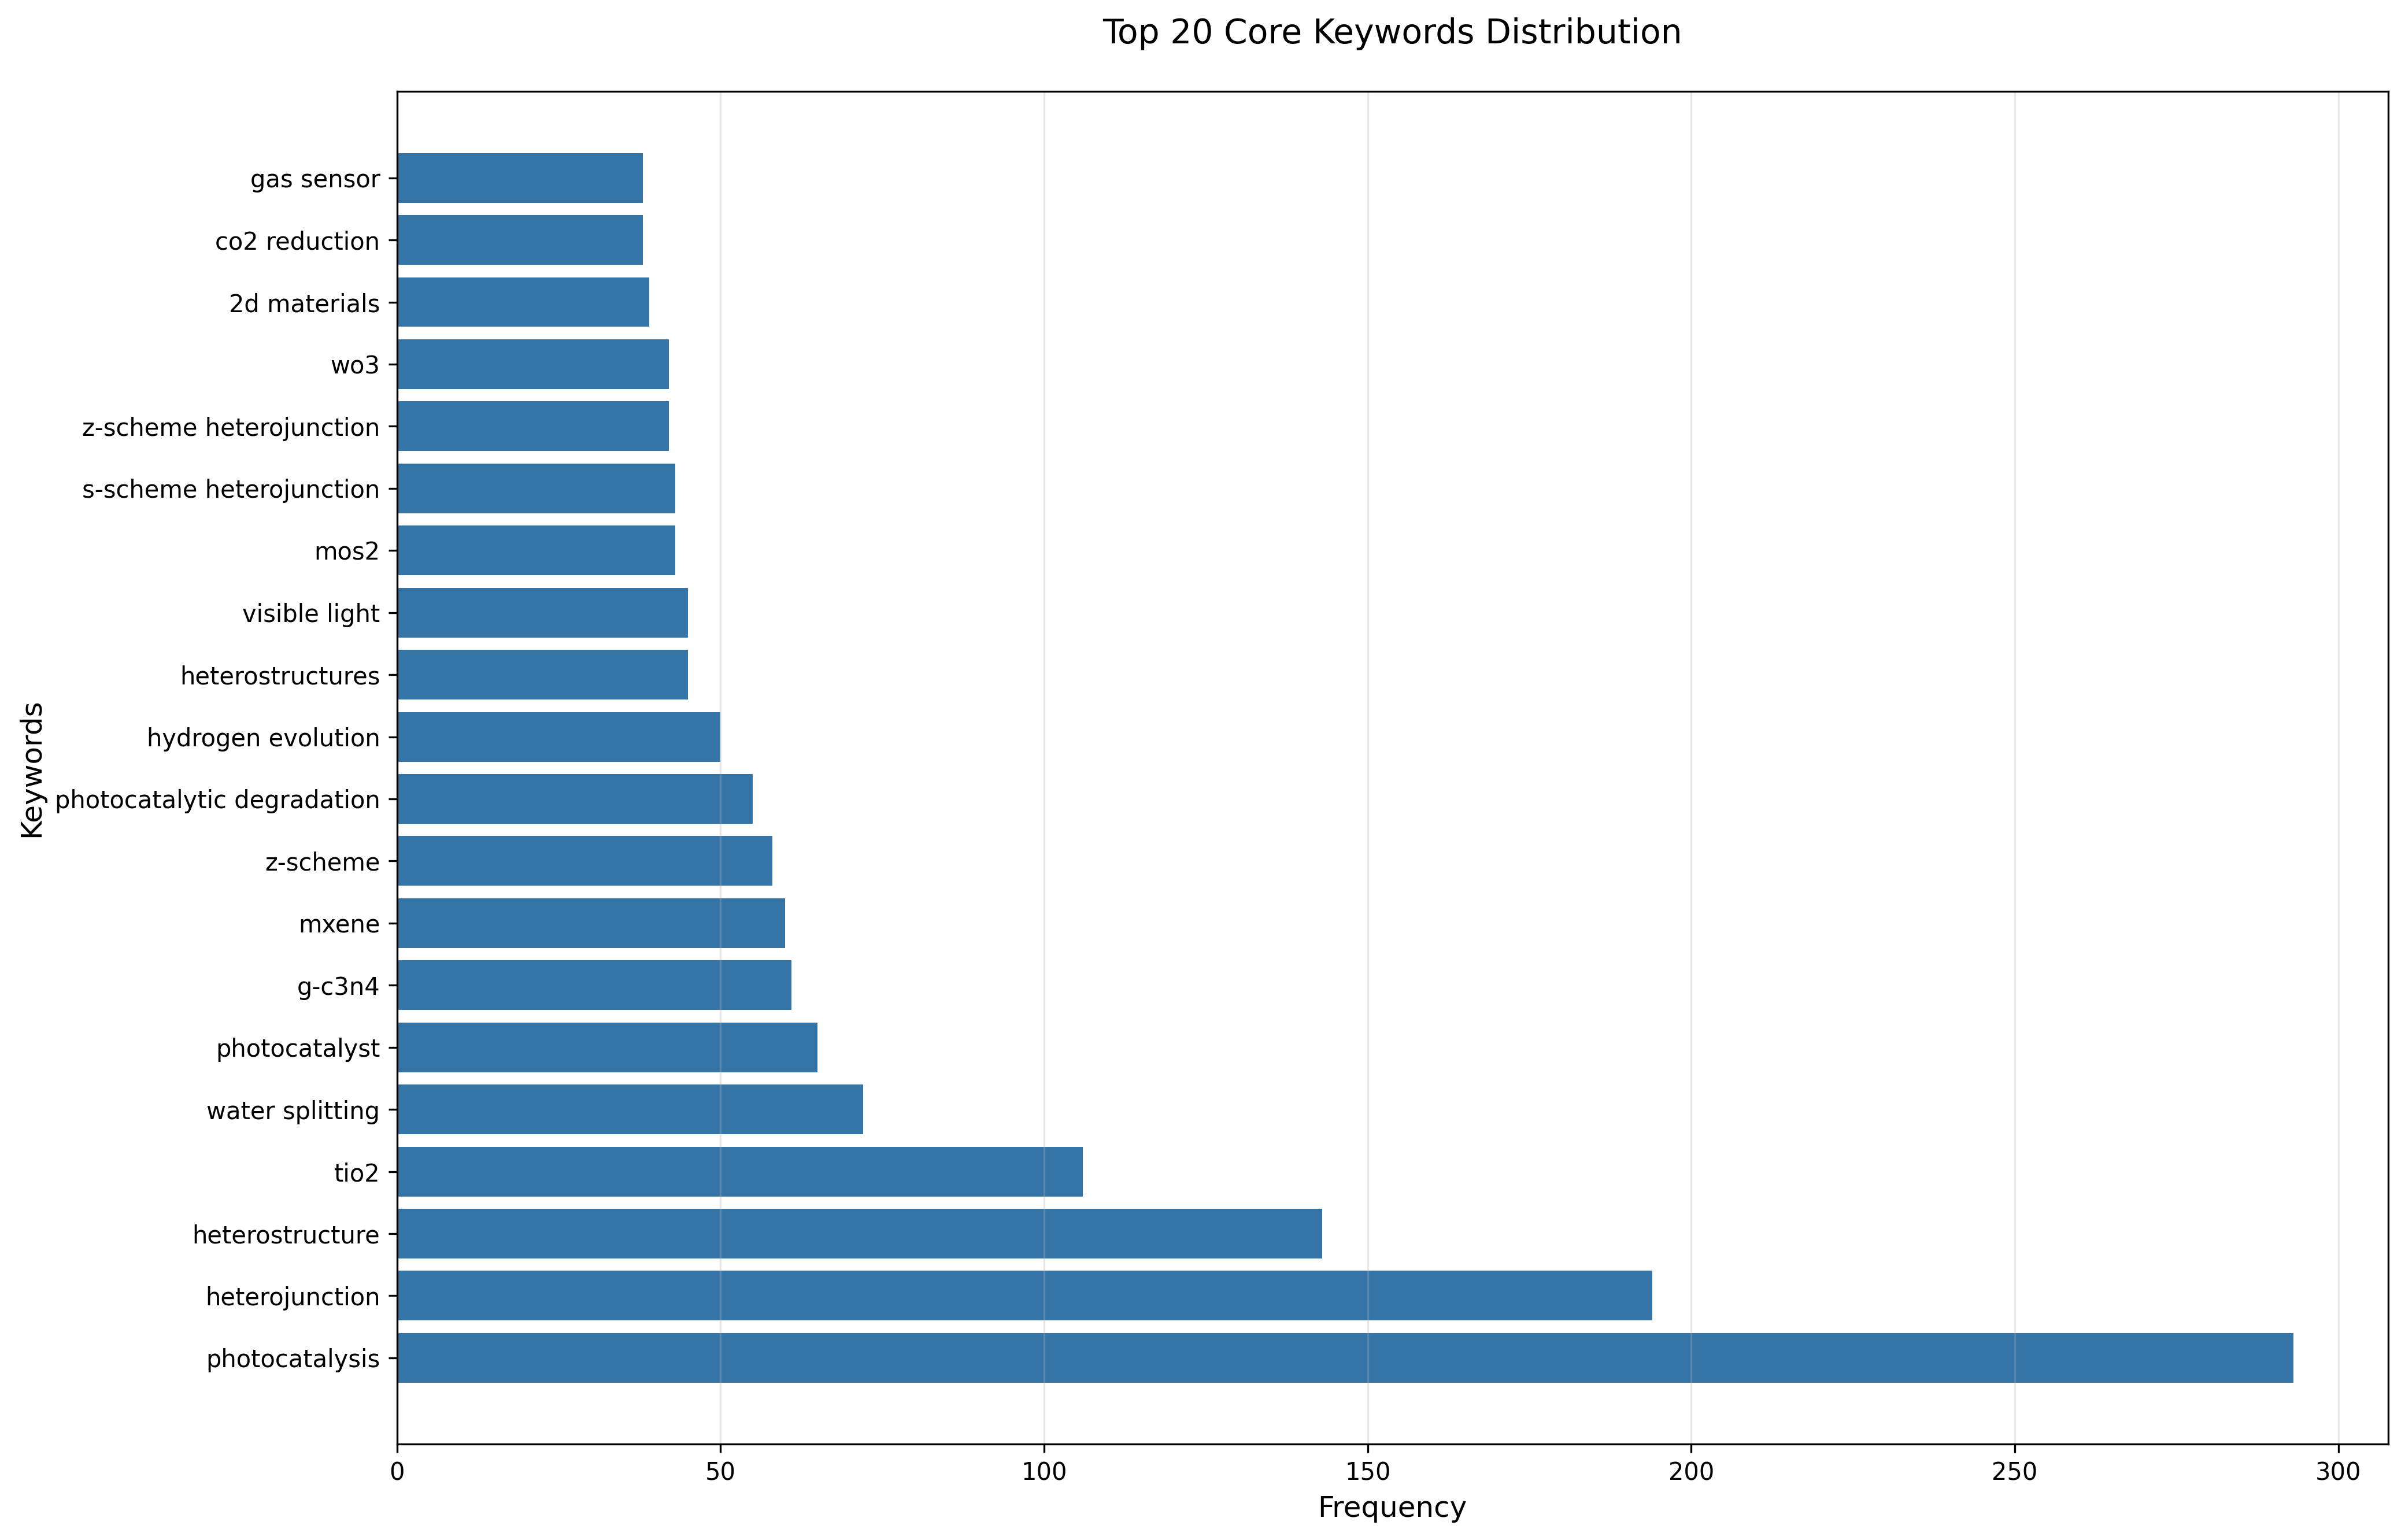 Top 20 Core Keywords Distribution
Keywords
gas sensor
co2 reduction
2d materials
wo3
z-scheme heterojunction
s-scheme heterojunction
mos2
visible light
heterostructures
hydrogen evolution
photocatalytic degradation
z-scheme
mxene
g-c3n4
photocatalyst
water splitting
tio2
heterostructure
heterojunction
photocatalysis
0 50 100 150 200 250 300
Frequency